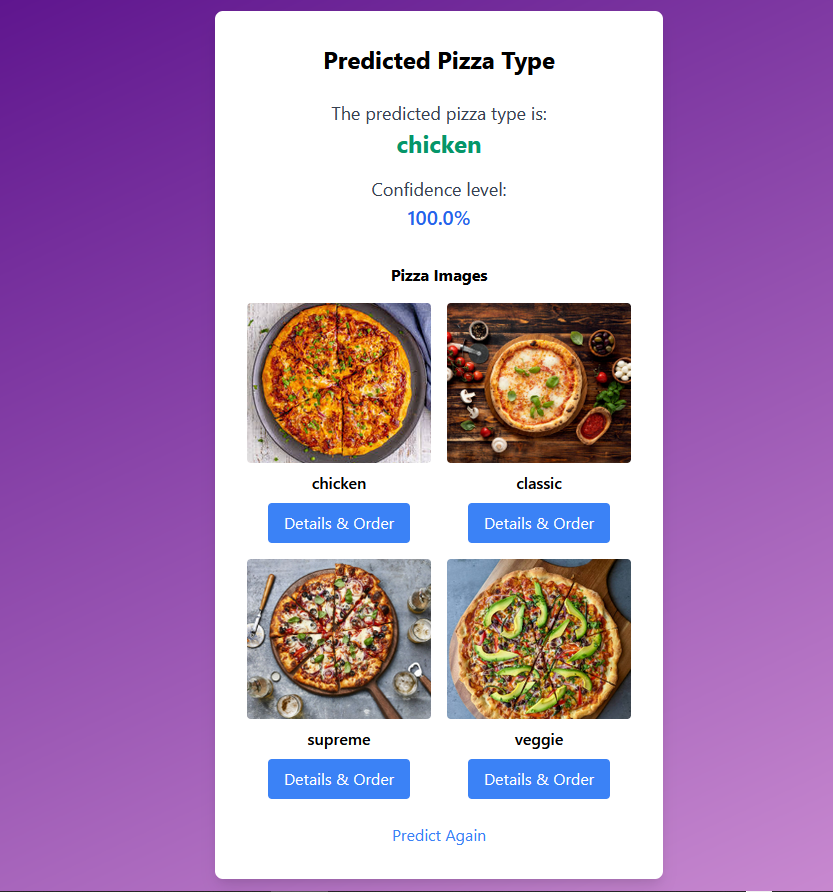 Predicted Pizza Type
The predicted pizza type is:
chicken
Confidence level:
100.0%
Pizza Images
chicken
classic
Details & Order
Details & Order
supreme
veggie
Details & Order
Details & Order
Predict Again